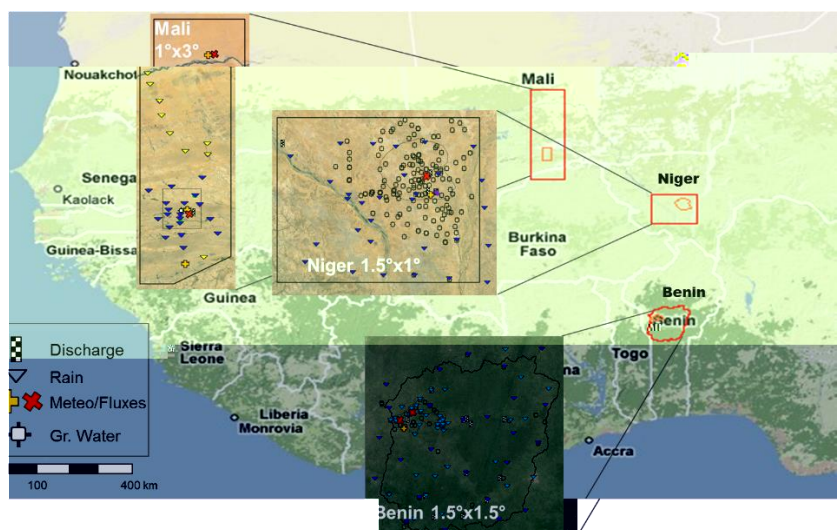 Mali
1°x3°
Nouakchot
Mali
Senega
Kaolack
Niger
Niger 1.5°x1°
Burkina
Faso
Guinea-Bissa
Guinea
Benin
Benin
Togo
Sierra
Leone
na
Liberia
Monrovia
Accra
Discharge
Rain
Meteo/Fluxes
Gr. Water
100 400 km
Benin 1.5°x1.5°